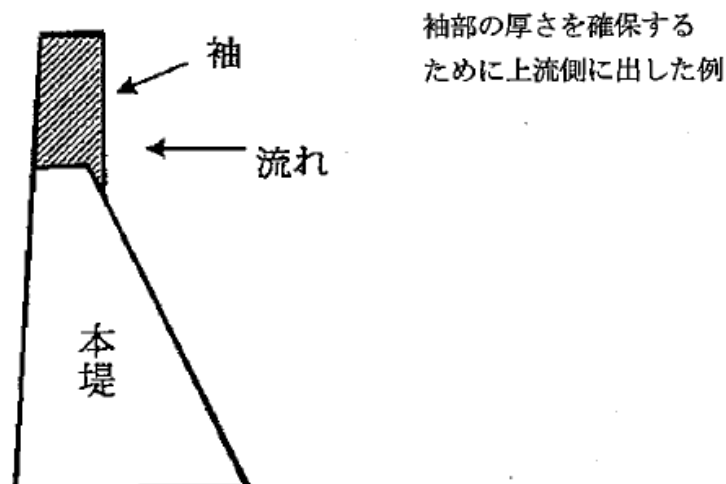 袖部の厚さを確保する
ために上流側に出した例
袖
流れ
本堤